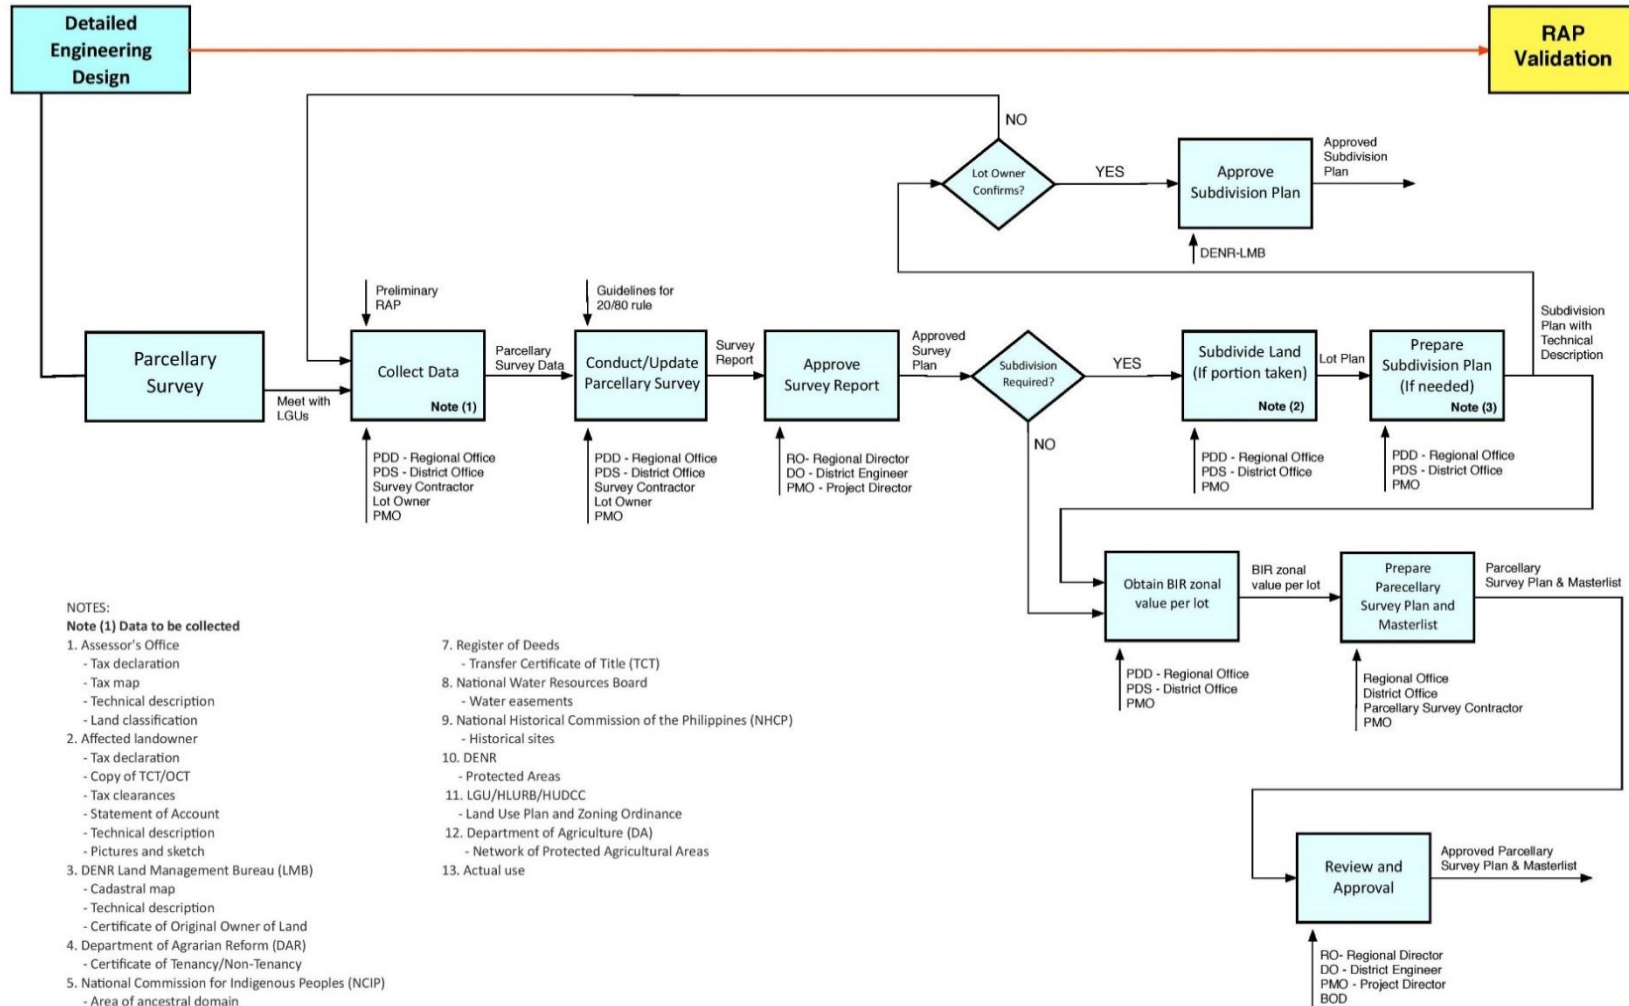 Detailed
Engineering
Design
RAP
Validation
NO
Lot Owner
Confirms?
YES
Approve
Subdivision Plan
Approved
Subdivision
Plan
DENR-LMB
Preliminary
RAP
Guidelines for
20/80 rule
Parcellary
Survey
Meet with
LGUs
Collect Data
Note (1)
Parcellary
Survey Data
Conduct/Update
Parcellary Survey
Survey
Report
Approve
Survey Report
Approved
Survey
Plan
Subdivision
Required?
YES
NO
Subdivide Land
(If portion taken)
Note (2)
Lot Plan
Prepare
Subdivision Plan
(If needed)
Note (3)
Subdivision
Plan with
Technical
Description
PDD - Regional Office
PDS - District Office
Survey Contractor
Lot Owner
PMO
PDD - Regional Office
PDS - District Office
Survey Contractor
Lot Owner
PMO
RO- Regional Director
DO - District Engineer
PMO - Project Director
PDD - Regional Office
PDS - District Office
PMO
PDD - Regional Office
PDS - District Office
PMO
Obtain BIR zonal
value per lot
BIR zonal
value per lot
Prepare
Parecellary
Survey Plan and
Masterlist
Parcellary
Survey Plan & Masterlist
PDD - Regional Office
PDS - District Office
PMO
Regional Office
District Office
Parcellary Survey Contractor
PMO
Review and
Approval
Approved Parcellary
Survey Plan & Masterlist
RO- Regional Director
DO - District Engineer
PMO - Project Director
BOD
NOTES:
Note (1) Data to be collected
1. Assessor's Office
- Tax declaration
- Tax map
- Technical description
- Land classification
2. Affected landowner
- Tax declaration
- Copy of TCT/OCT
- Tax clearances
- Statement of Account
- Technical description
- Pictures and sketch
3. DENR Land Management Bureau (LMB)
- Cadastral map
- Technical description
- Certificate of Original Owner of Land
4. Department of Agrarian Reform (DAR)
- Certificate of Tenancy/Non-Tenancy
5. National Commission for Indigenous Peoples (NCIP)
- Area of ancestral domain
7. Register of Deeds
- Transfer Certificate of Title (TCT)
8. National Water Resources Board
- Water easements
9. National Historical Commission of the Philippines (NHCP)
- Historical sites
10. DENR
- Protected Areas
11. LGU/HLURB/HUDCC
- Land Use Plan and Zoning Ordinance
12. Department of Agriculture (DA)
- Network of Protected Agricultural Areas
13. Actual use